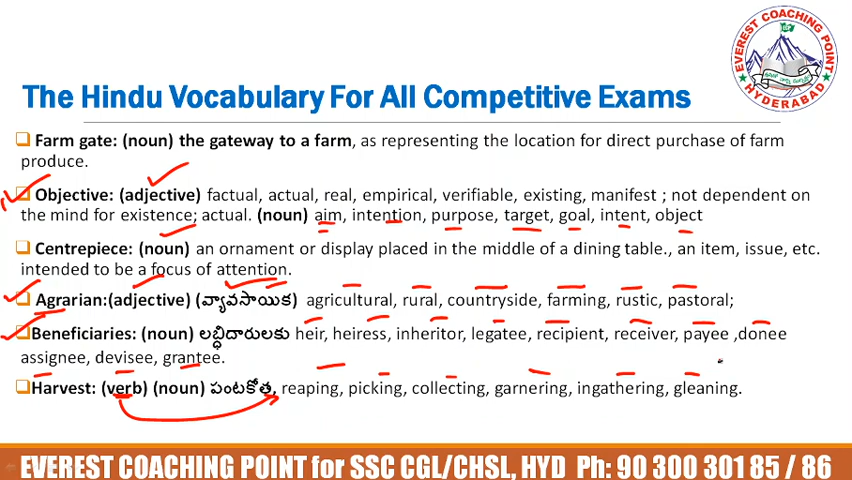 EVEREST COACHING POINT
HYDERABAD
The Hindu Vocabulary For All Competitive Exams
Farm gate: (noun) the gateway to a farm, as representing the location for direct purchase of farm
produce.
Objective: (adjective) factual, actual, real, empirical, verifiable, existing, manifest ; not dependent on
the mind for existence; actual. (noun) aim, intention, purpose, target, goal, intent, object
Centrepiece: (noun) an ornament or display placed in the middle of a dining table., an item, issue, etc.
intended to be a focus of attention.
Agrarian:(adjective) (వ్యావసాయిక) agricultural, rural, countryside, farming, rustic, pastoral;
Beneficiaries: (noun) లబ్ధిదారులకు heir, heiress, inheritor, legatee, recipient, receiver, payee ,donee
assignee, devisee, grantee.
Harvest: (verb) (noun) పంటకోత, reaping, picking, collecting, garnering, ingathering, gleaning.
EVEREST COACHING POINT for SSC CGL/CHSL, HYD Ph: 90 300 301 85 / 86